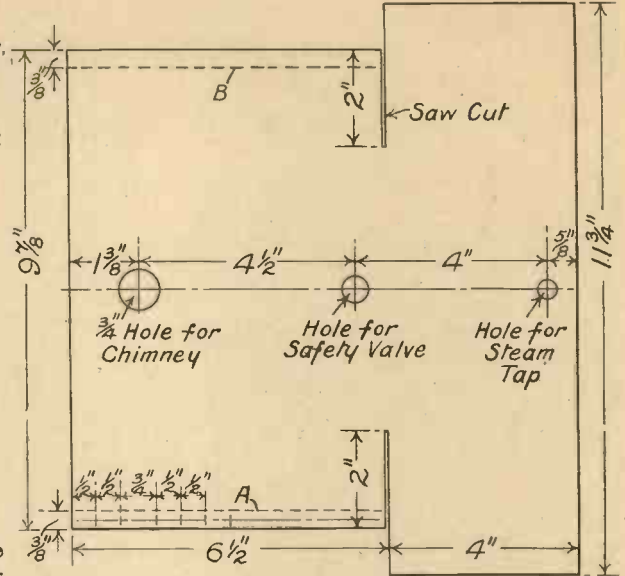 3/8"
B
2"
Saw Cut
9 7/8"
11 3/4"
1 3/8"
4 1/2"
4"
5/8"
3/4" Hole for
Chimney
Hole for
Safety Valve
Hole for
Steam
Tap
1/2" 1/2" 3/4" 1/2" 1/2"
A
2"
3/8"
6 1/2"
4"